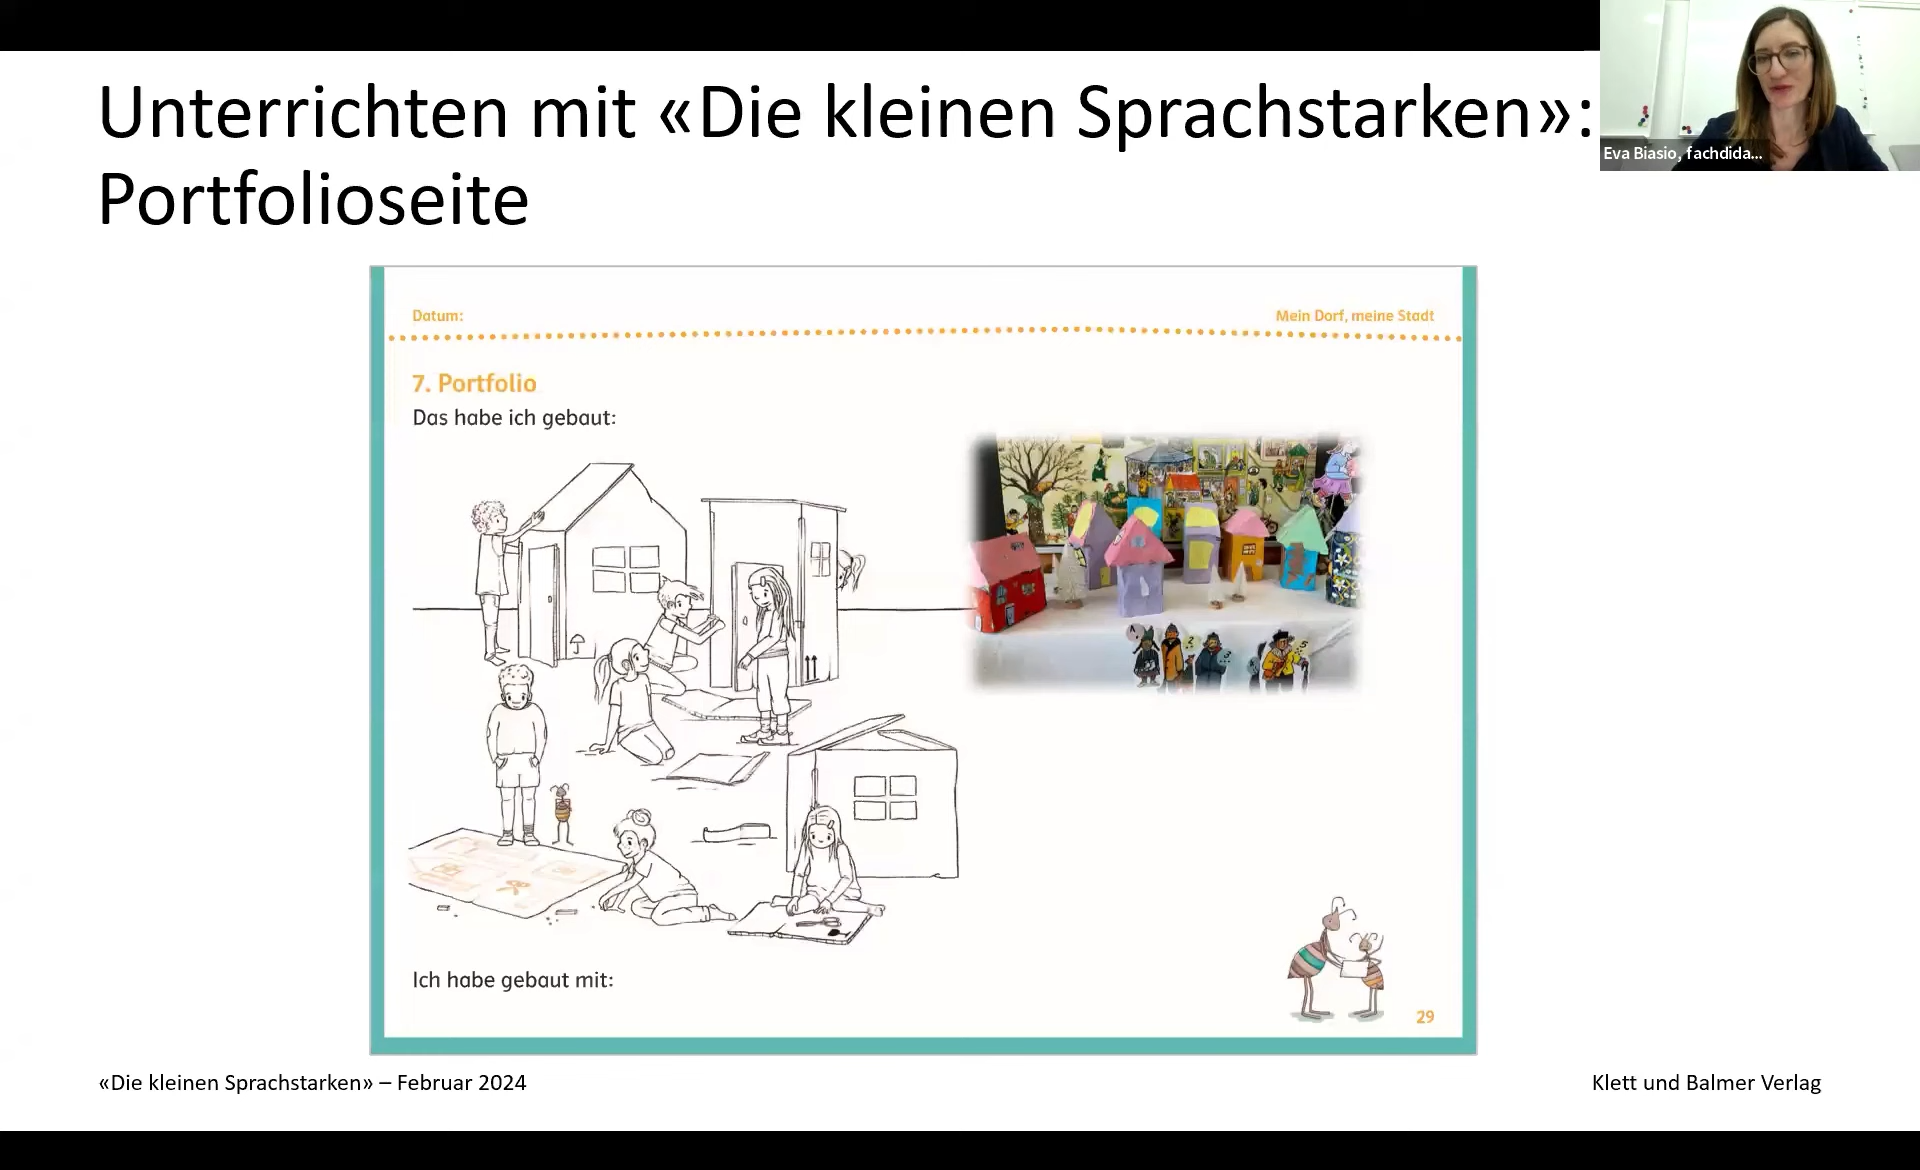 Unterrichten mit «Die kleinen Sprachstarken»:
Portfolioseite
Eva Biasio, fachdida...
Datum:
Mein Dorf, meine Stadt
7. Portfolio
Das habe ich gebaut:
Ich habe gebaut mit:
29
«Die kleinen Sprachstarken» – Februar 2024
Klett und Balmer Verlag